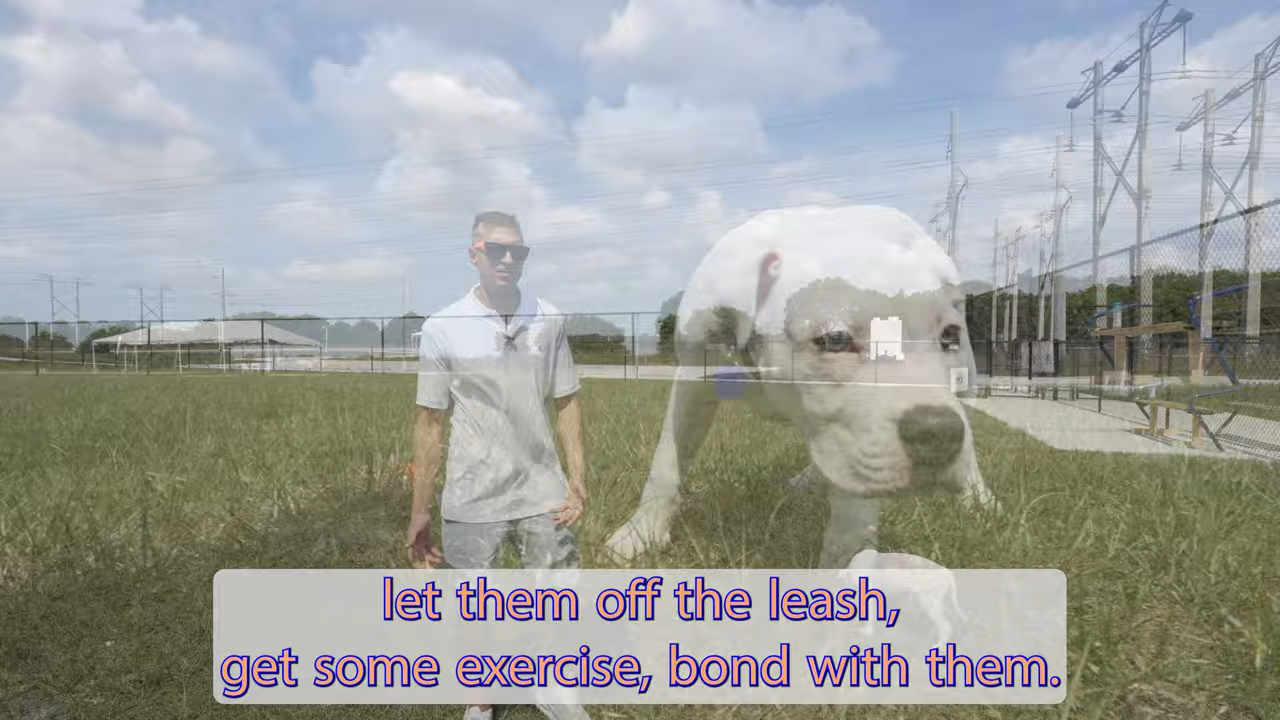 let them off the leash,
get some exercise, bond with them.